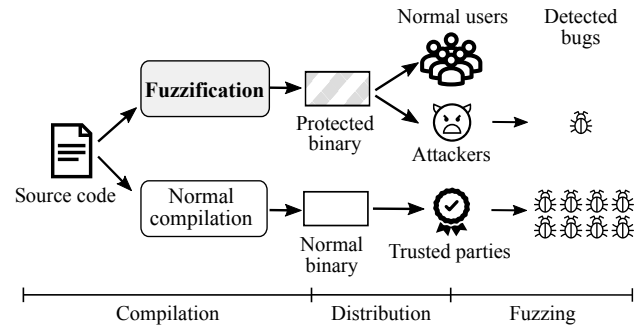 Normal users
Detected
bugs
Fuzzification
Protected
binary
Attackers
Source code
Normal
compilation
Normal
binary
Trusted parties
Compilation
Distribution
Fuzzing